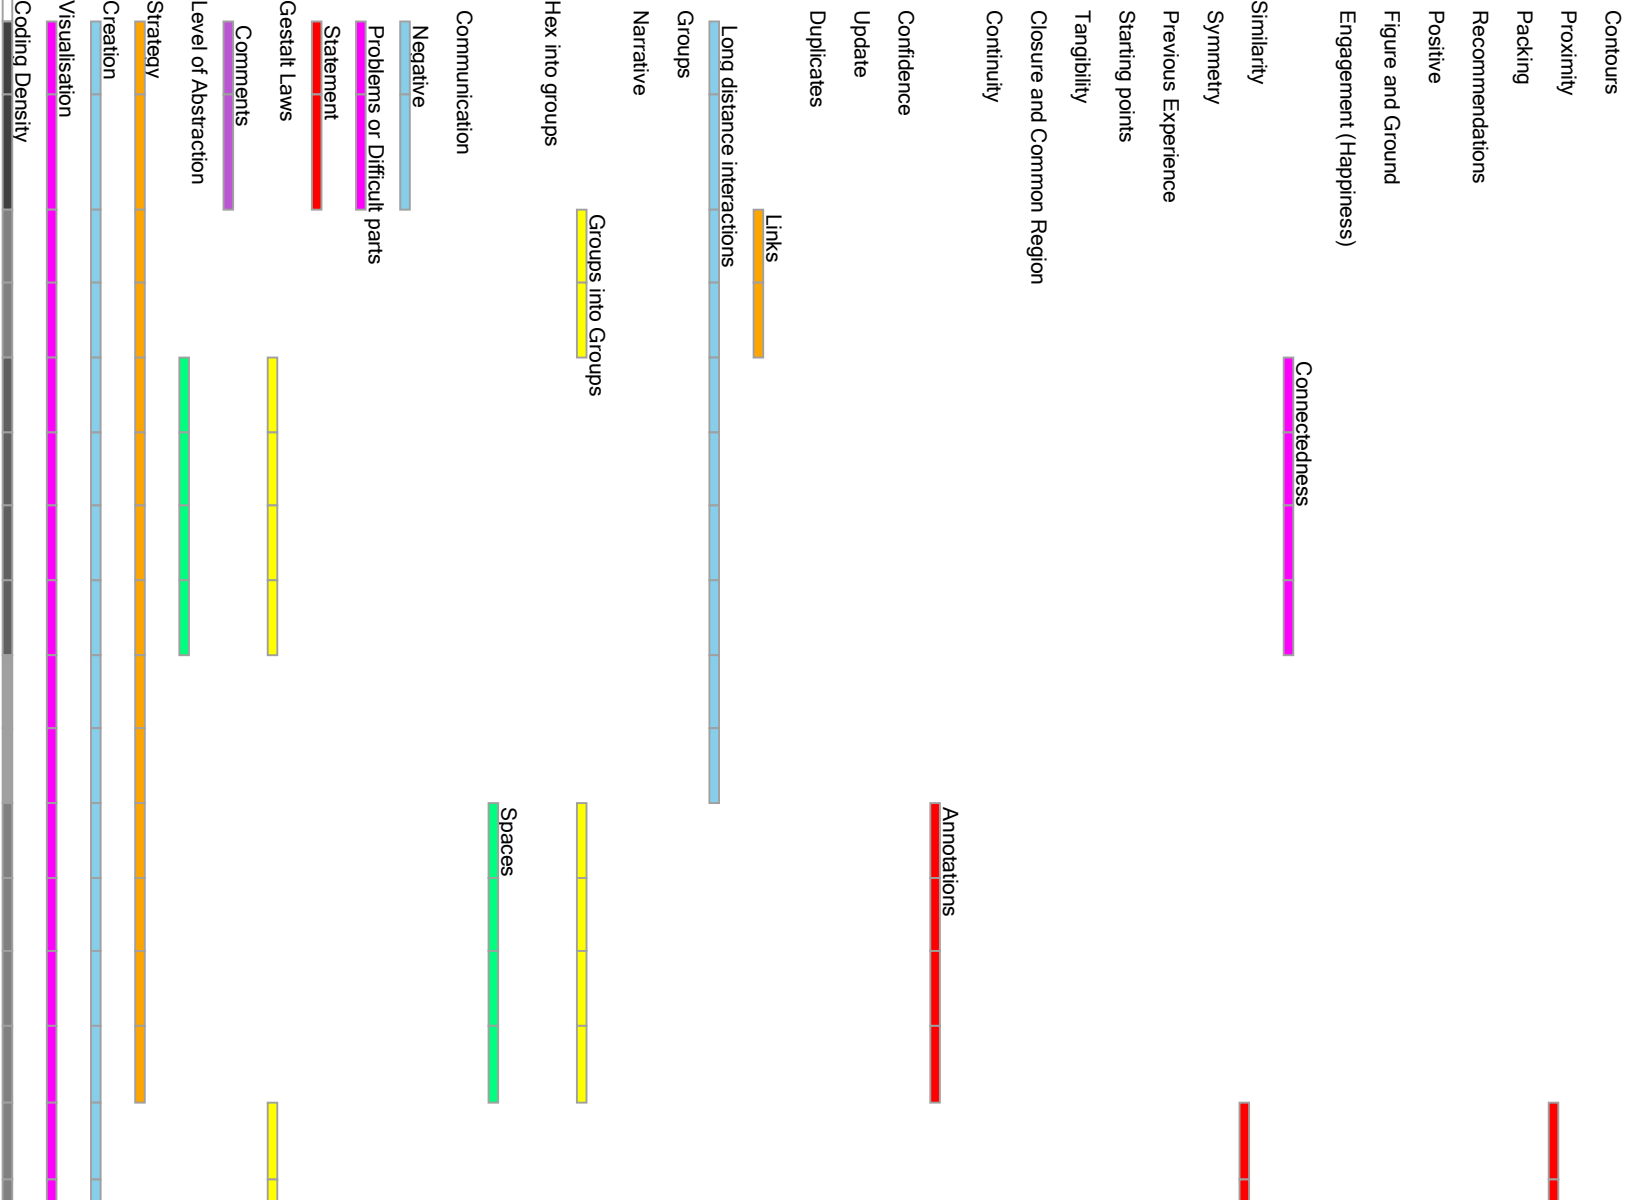 Coding Density
Visualisation
Creation
Strategy
Level of Abstraction
Comments
Gestalt Laws
Statement
Problems or Difficult parts
Negative
Communication
Spaces
Hex into groups
Groups into Groups
Narrative
Groups
Long distance interactions
Links
Duplicates
Update
Confidence
Annotations
Continuity
Closure and Common Region
Tangibility
Starting points
Previous Experience
Symmetry
Similarity
Connectedness
Engagement (Happiness)
Figure and Ground
Positive
Recommendations
Packing
Proximity
Contours